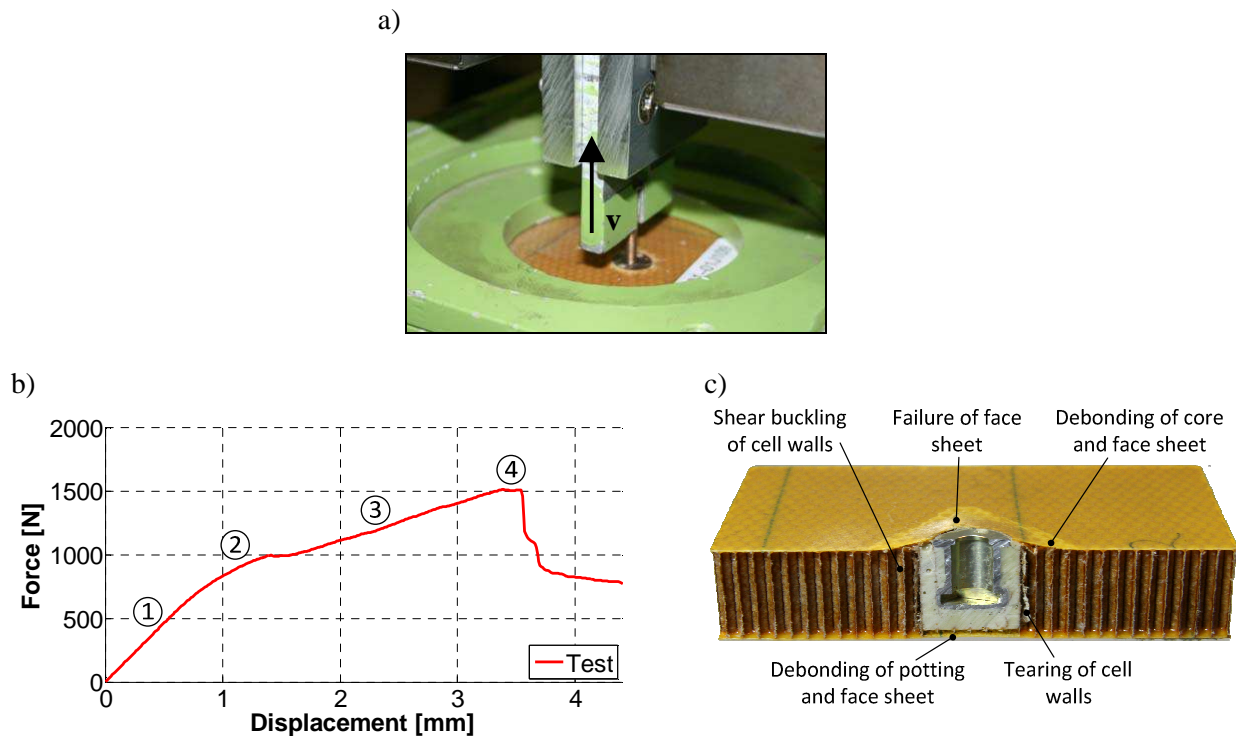 a)
v
b)
2000
1500
1000
500
0
Force [N]
①
②
③
④
Test
0 1 2 3 4
Displacement [mm]
c)
Shear buckling
of cell walls
Failure of face
sheet
Debonding of core
and face sheet
Debonding of potting
and face sheet
Tearing of cell
walls